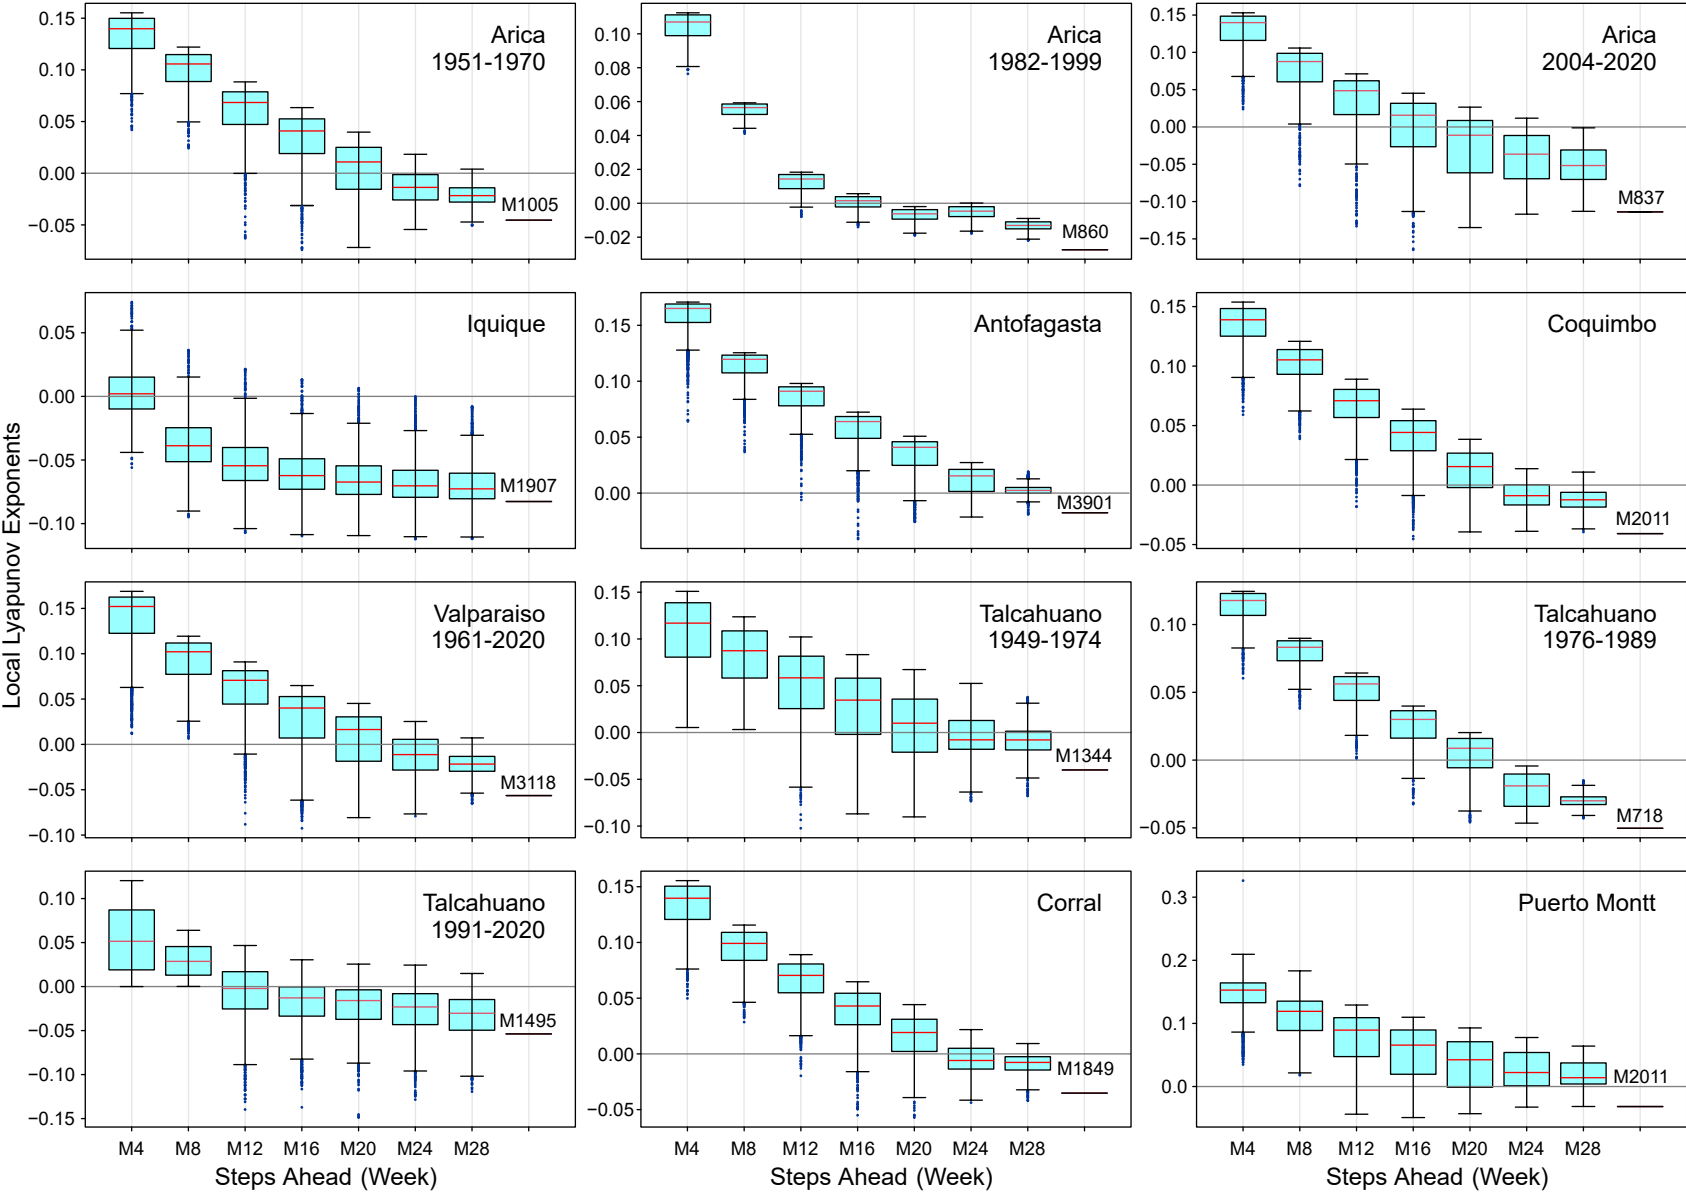 Local Lyapunov Exponents
0.15
0.10
0.05
0.00
−0.05
Arica
1951-1970
M1005
0.10
0.08
0.06
0.04
0.02
0.00
−0.02
Arica
1982-1999
M860
0.15
0.10
0.05
0.00
−0.05
−0.10
−0.15
Arica
2004-2020
M837
0.05
0.00
−0.05
−0.10
Iquique
M1907
0.15
0.10
0.05
0.00
Antofagasta
M3901
0.15
0.10
0.05
0.00
−0.05
Coquimbo
M2011
0.15
0.10
0.05
0.00
−0.05
−0.10
Valparaiso
1961-2020
M3118
0.15
0.10
0.05
0.00
−0.05
−0.10
Talcahuano
1949-1974
M1344
0.10
0.05
0.00
−0.05
Talcahuano
1976-1989
M718
0.10
0.05
0.00
−0.05
−0.10
−0.15
Talcahuano
1991-2020
M1495
M4 M8 M12 M16 M20 M24 M28
Steps Ahead (Week)
0.15
0.10
0.05
0.00
−0.05
Corral
M1849
M4 M8 M12 M16 M20 M24 M28
Steps Ahead (Week)
0.3
0.2
0.1
0.0
Puerto Montt
M2011
M4 M8 M12 M16 M20 M24 M28
Steps Ahead (Week)